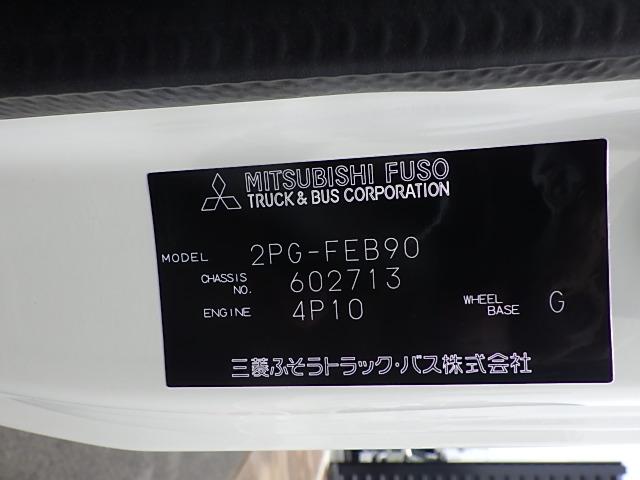 MITSUBISHI FUSO
TRUCK & BUS CORPORATION
MODEL 2PG-FEB90
CHASSIS NO. 602713
ENGINE 4P10 WHEEL BASE G
三菱ふそうトラック・バス株式会社